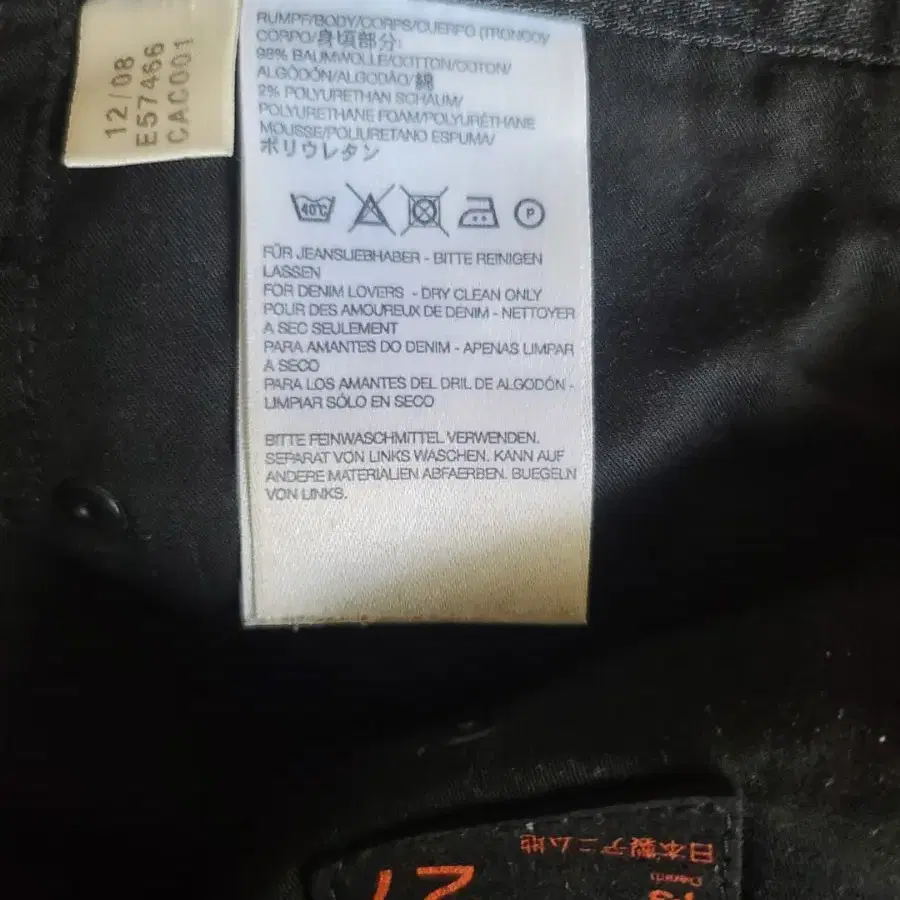 12/08
E57466
CAC001
RUMPF/BODY/CORPS/CUERPO (TRONCO)/
CORPO/身頃部分:
98% BAUMWOLLE/COTTON/COTON/
ALGODÓN/ALGODÃO/綿
2% POLYURETHAN SCHAUM/
POLYURETHANE FOAM/POLYURÉTHANE
MOUSSE/POLIURETANO ESPUMA/
ポリウレタン
40°C
P
FÜR JEANSLIEBHABER - BITTE REINIGEN
LASSEN
FOR DENIM LOVERS - DRY CLEAN ONLY
POUR DES AMOUREUX DE DENIM - NETTOYER
A SEC SEULEMENT
PARA AMANTES DO DENIM - APENAS LIMPAR
A SECO
PARA LOS AMANTES DEL DRIL DE ALGODÓN -
LIMPIAR SÓLO EN SECO
BITTE FEINWASCHMITTEL VERWENDEN.
SEPARAT VON LINKS WASCHEN. KANN AUF
ANDERE MATERIALIEN ABFAERBEN. BUEGELN
VON LINKS.
日本製デニム地